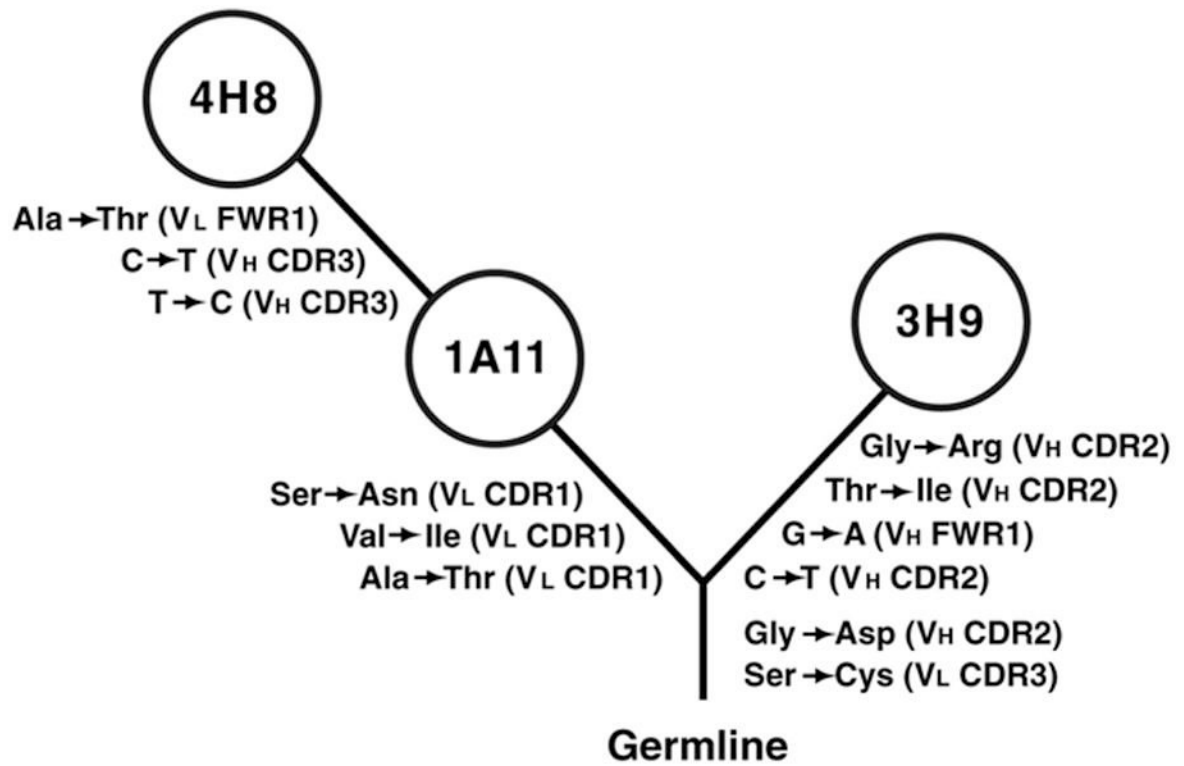 4H8
Ala→Thr (VL FWR1)
C→T (VH CDR3)
T→C (VH CDR3)
1A11
3H9
Ser→Asn (VL CDR1)
Val→Ile (VL CDR1)
Ala→Thr (VL CDR1)
Gly→Arg (VH CDR2)
Thr→Ile (VH CDR2)
G→A (VH FWR1)
C→T (VH CDR2)
Gly→Asp (VH CDR2)
Ser→Cys (VL CDR3)
Germline